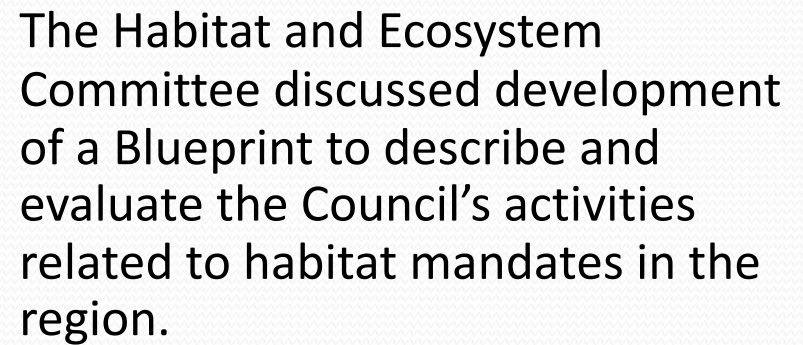 The Habitat and Ecosystem
Committee discussed development
of a Blueprint to describe and
evaluate the Council’s activities
related to habitat mandates in the
region.